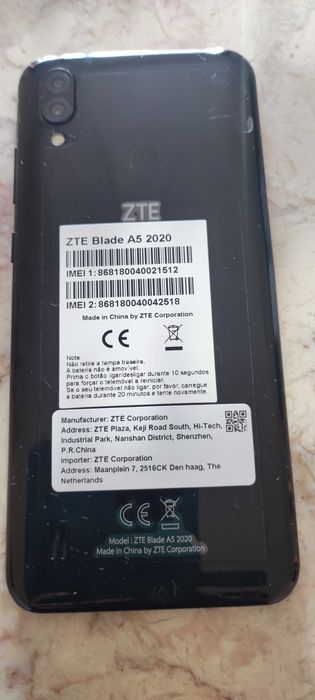 ZTE
ZTE Blade A5 2020
IMEI 1: 868180040021512
IMEI 2: 868180040042518
Made in China by ZTE Corporation
CE
Nota:
Não retire a tampa traseira.
A bateria não é amovível.
Prima o botão ligar/desligar durante 10 segundos
para forçar o telemóvel a reiniciar.
Se o seu telemóvel não ligar, por favor, carregue
a bateria durante 20 minutos e tente novamente.
Manufacturer: ZTE Corporation
Address: ZTE Plaza, Keji Road South, Hi-Tech,
Industrial Park, Nanshan District, Shenzhen,
P.R.China
Importer: ZTE Corporation
Address: Maanplein 7, 2516CK Den haag, The
Netherlands
CE
Model : ZTE Blade A5 2020
Made in China by ZTE Corporation